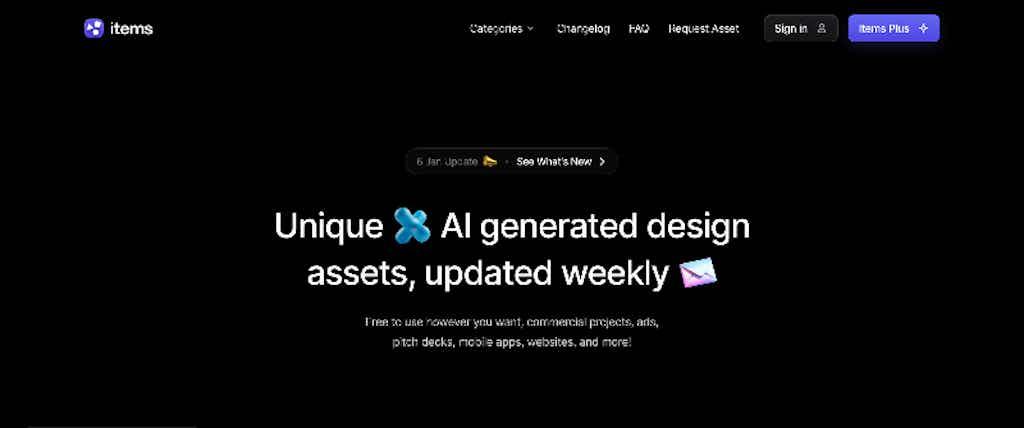 items
Categories Changelog FAQ Request Asset Sign in Items Plus
6 Jan Update · See What's New
Unique AI generated design
assets, updated weekly
Free to use however you want, commercial projects, ads,
pitch decks, mobile apps, websites, and more!